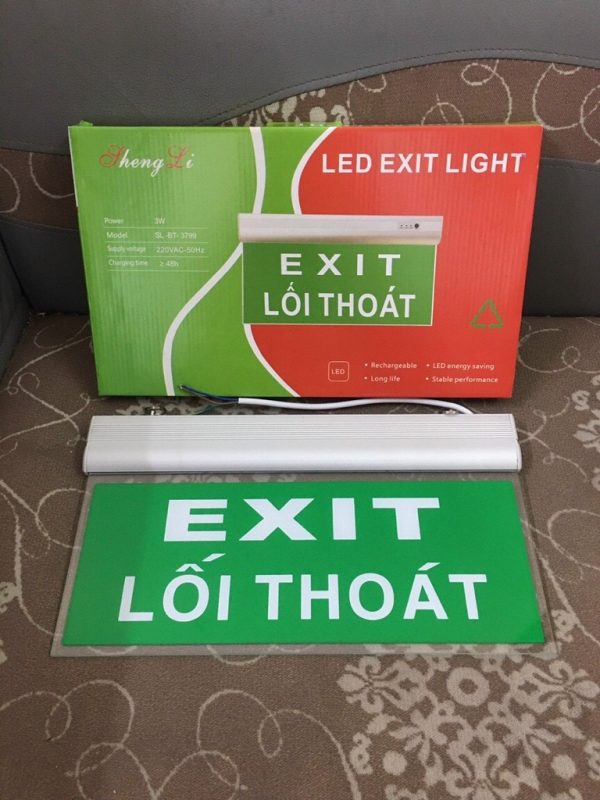 Sheng Li
LED EXIT LIGHT
Power 3W
Model SL-BT-3799
Supply voltage 220VAC-50Hz
Charging time ≥ 48h
EXIT
LỐI THOÁT
LED
• Rechargeable • LED energy saving
• Long life • Stable performance
EXIT
LỐI THOÁT